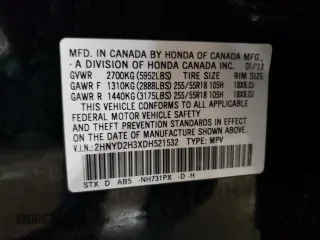 MFD. IN CANADA BY HONDA OF CANADA MFG.,
A DIVISION OF HONDA CANADA INC. 01/13
GVWR 2700KG(5952LBS) TIRE SIZE RIM SIZE
GAWR F 1310KG(2888LBS) 255/55R18 105H 18X8.0J
GAWR R 1440KG(3175LBS) 255/55R18 105H 18X8.0J
THIS VEHICLE CONFORMS TO ALL APPLICABLE
FEDERAL MOTOR VEHICLE SAFETY AND
THEFT PREVENTION STANDARDS IN EFFECT ON
THE DATE OF MANUFACTURE SHOWN ABOVE.
V.I.N.: 2HNYD2H3XDH521532 TYPE: MPV
STX D AB5 -NH731PX -D -H